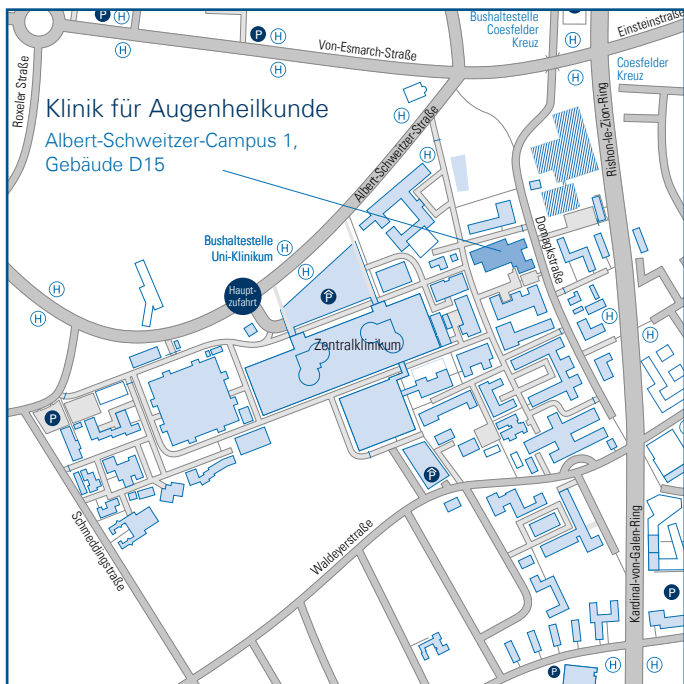 Bushaltestelle
Coesfelder
Kreuz
P
H
P
H
H
H
H
Einsteinstraße
Von-Esmarch-Straße
Coesfelder
Kreuz
Roxeler Straße
Klinik für Augenheilkunde
Albert-Schweitzer-Campus 1,
Gebäude D15
H
Albert-Schweitzer-Straße
H
Rishon-le-Zion-Ring
Domagkstraße
Bushaltestelle
Uni-Klinikum
H
H
Haupt-
zufahrt
P
H
H
H
H
Zentralklinikum
P
P
Schmeddingstraße
Waldeyerstraße
Kardinal-von-Galen-Ring
P
P
H
H